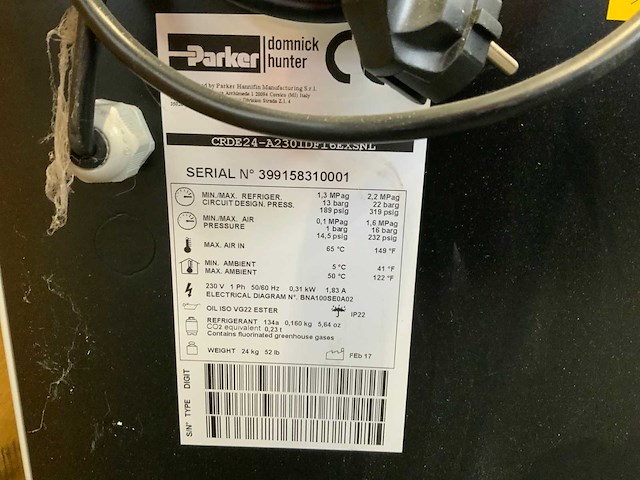 Parker
domnick
hunter
by Parker Hannifin Manufacturing S.r.l.
CRDE24-A2301DF16EXSNL
SERIAL N° 399158310001
MIN./MAX. REFRIGER. 1,3 MPag 2,2 MPag
CIRCUIT DESIGN. PRESS. 13 barg 22 barg
189 psig 319 psig
MIN./MAX. AIR 0,1 MPag 1,6 MPag
PRESSURE 1 barg 16 barg
14,5 psig 232 psig
MAX. AIR IN 65 °C 149 °F
MIN. AMBIENT 5 °C 41 °F
MAX. AMBIENT 50 °C 122 °F
230 V 1 Ph 50/60 Hz 0,31 kW 1,83 A
ELECTRICAL DIAGRAM N°. BNA100SE0A02
OIL ISO VG22 ESTER IP22
REFRIGERANT 134a 0,160 kg 5,64 oz
CO2 equivalent 0,23 t
Contains fluorinated greenhouse gases
WEIGHT 24 kg 52 lb FEb 17
S/N° TYPE DIGIT